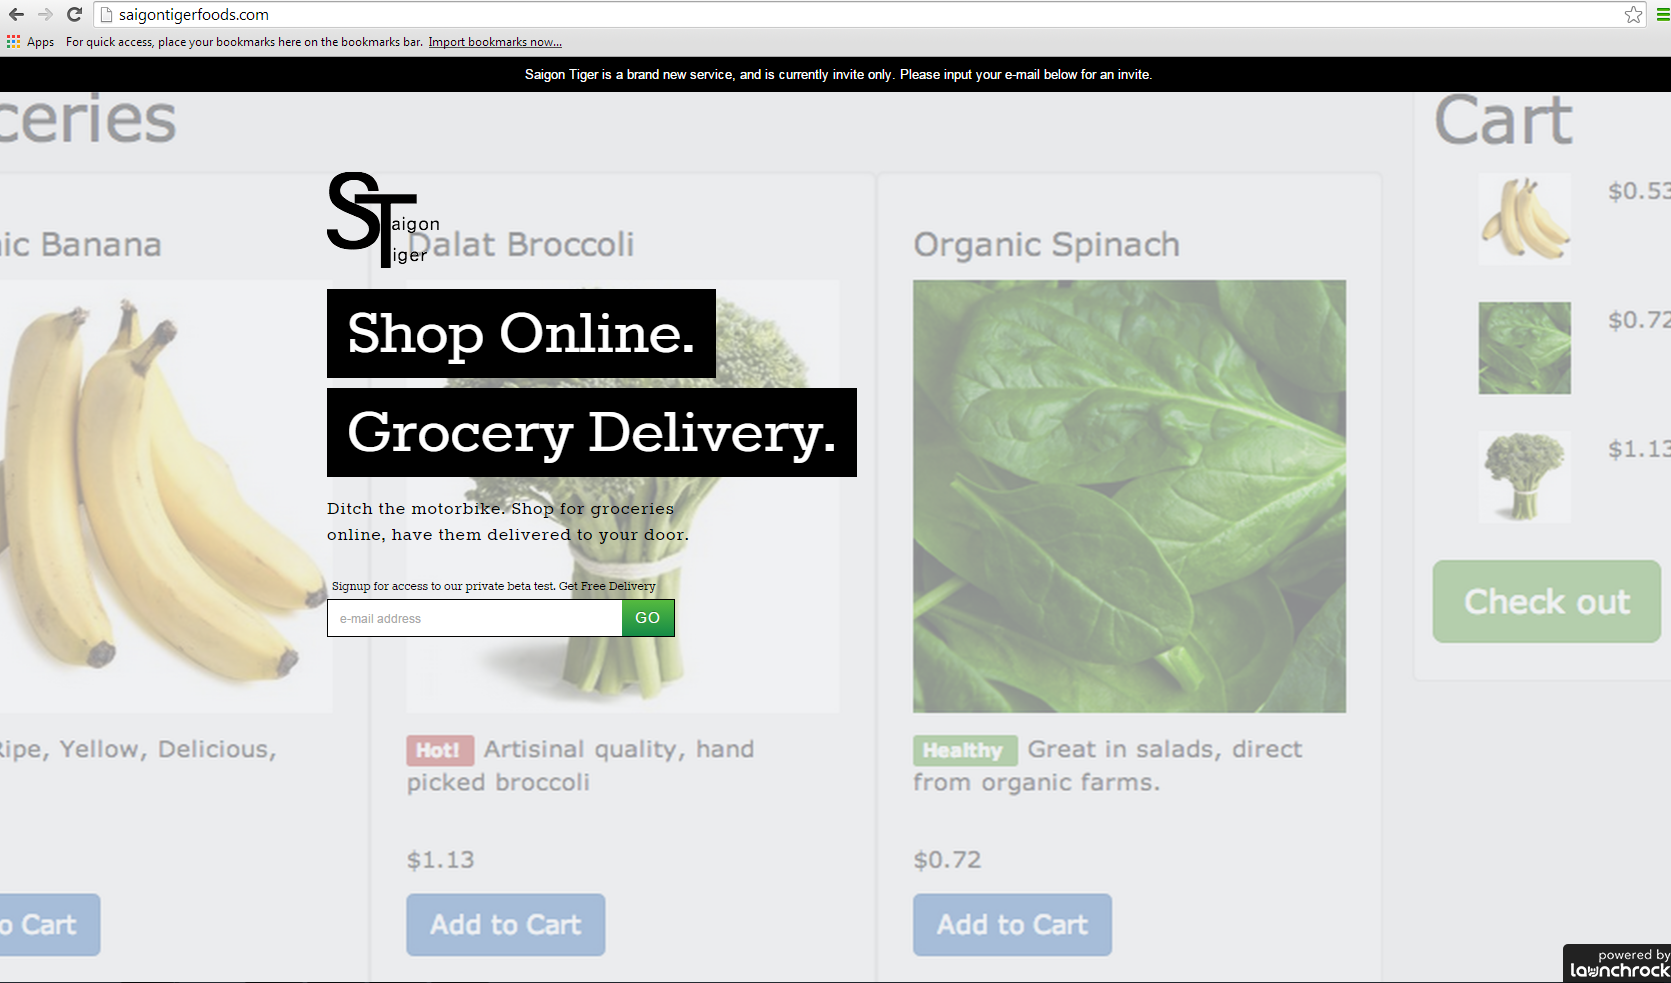 saigontigerfoods.com
Apps For quick access, place your bookmarks here on the bookmarks bar. Import bookmarks now...
Saigon Tiger is a brand new service, and is currently invite only. Please input your e-mail below for an invite.
ceries
Cart
$0.53
ST
aigon
iger
ic Banana
Dalat Broccoli
Organic Spinach
$0.72
$1.13
Shop Online.
Grocery Delivery.
Ditch the motorbike. Shop for groceries
online, have them delivered to your door.
Signup for access to our private beta test. Get Free Delivery
e-mail address
GO
Check out
Ripe, Yellow, Delicious,
Hot! Artisinal quality, hand
picked broccoli
Healthy Great in salads, direct
from organic farms.
$1.13
$0.72
o Cart
Add to Cart
Add to Cart
powered by
launchrock